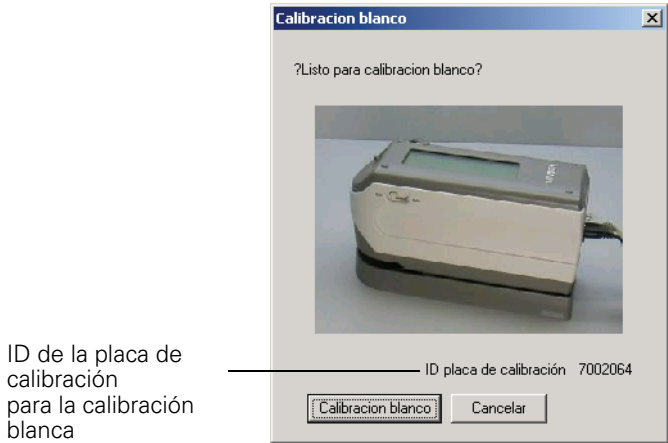 Calibracion blanco
?Listo para calibracion blanco?
ID de la placa de
calibración
para la calibración
blanca
ID placa de calibración 7002064
Calibracion blanco
Cancelar